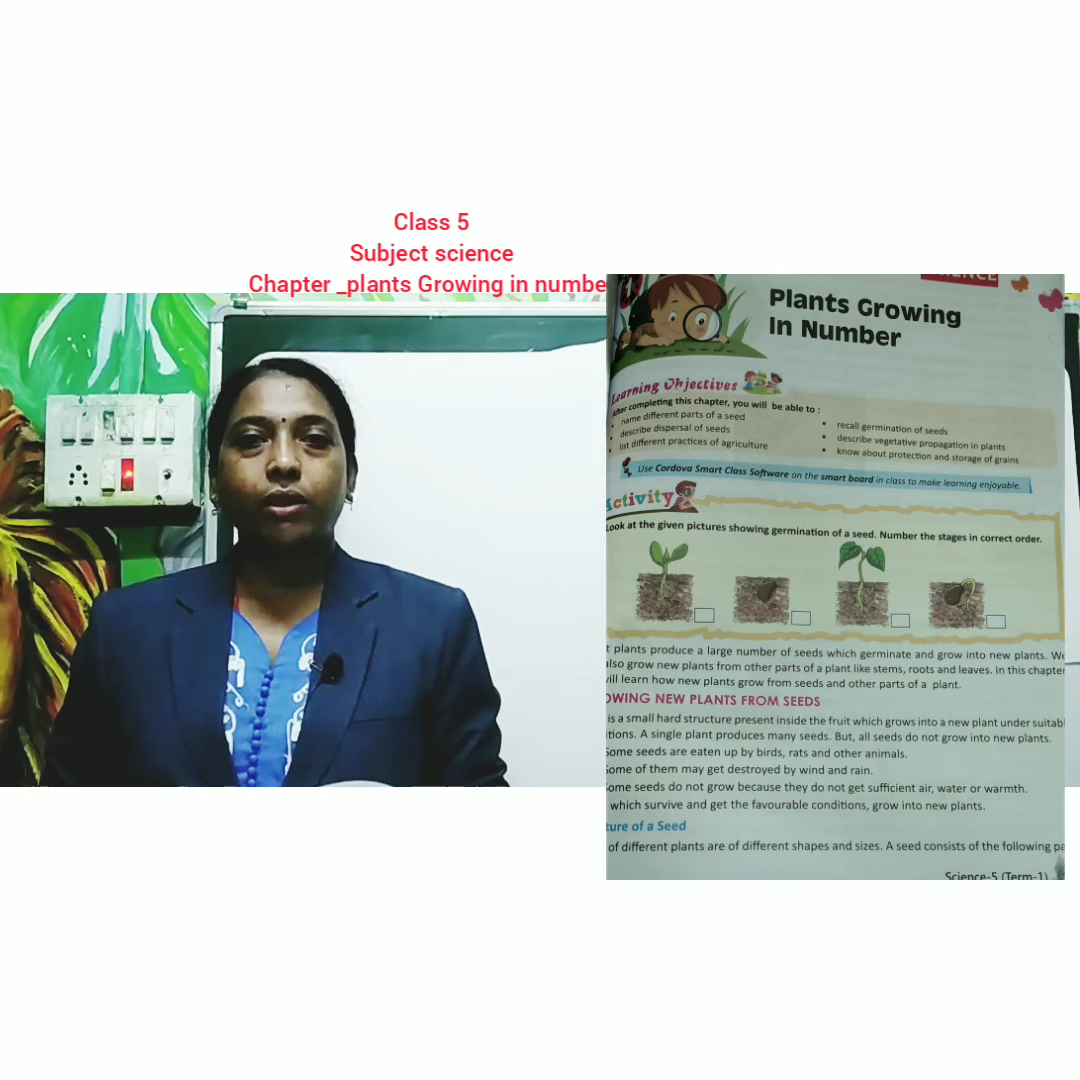 Class 5
Subject science
Chapter _plants Growing in numbe
Plants Growing
In Number
Learning Objectives
After completing this chapter, you will be able to :
• name different parts of a seed
• describe dispersal of seeds
• list different practices of agriculture
• recall germination of seeds
• describe vegetative propagation in plants
• know about protection and storage of grains
Use Cordova Smart Class Software on the smart board in class to make learning enjoyable.
Activity
Look at the given pictures showing germination of a seed. Number the stages in correct order.
t plants produce a large number of seeds which germinate and grow into new plants. We
also grow new plants from other parts of a plant like stems, roots and leaves. In this chapter
will learn how new plants grow from seeds and other parts of a plant.
OWING NEW PLANTS FROM SEEDS
is a small hard structure present inside the fruit which grows into a new plant under suitabl
itions. A single plant produces many seeds. But, all seeds do not grow into new plants.
Some seeds are eaten up by birds, rats and other animals.
Some of them may get destroyed by wind and rain.
Some seeds do not grow because they do not get sufficient air, water or warmth.
which survive and get the favourable conditions, grow into new plants.
ture of a Seed
of different plants are of different shapes and sizes. A seed consists of the following pa
Science-5 (Term-1)